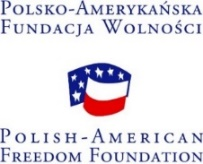 POLSKO-AMERYKAŃSKA
FUNDACJA WOLNOŚCI
POLISH-AMERICAN
FREEDOM FOUNDATION